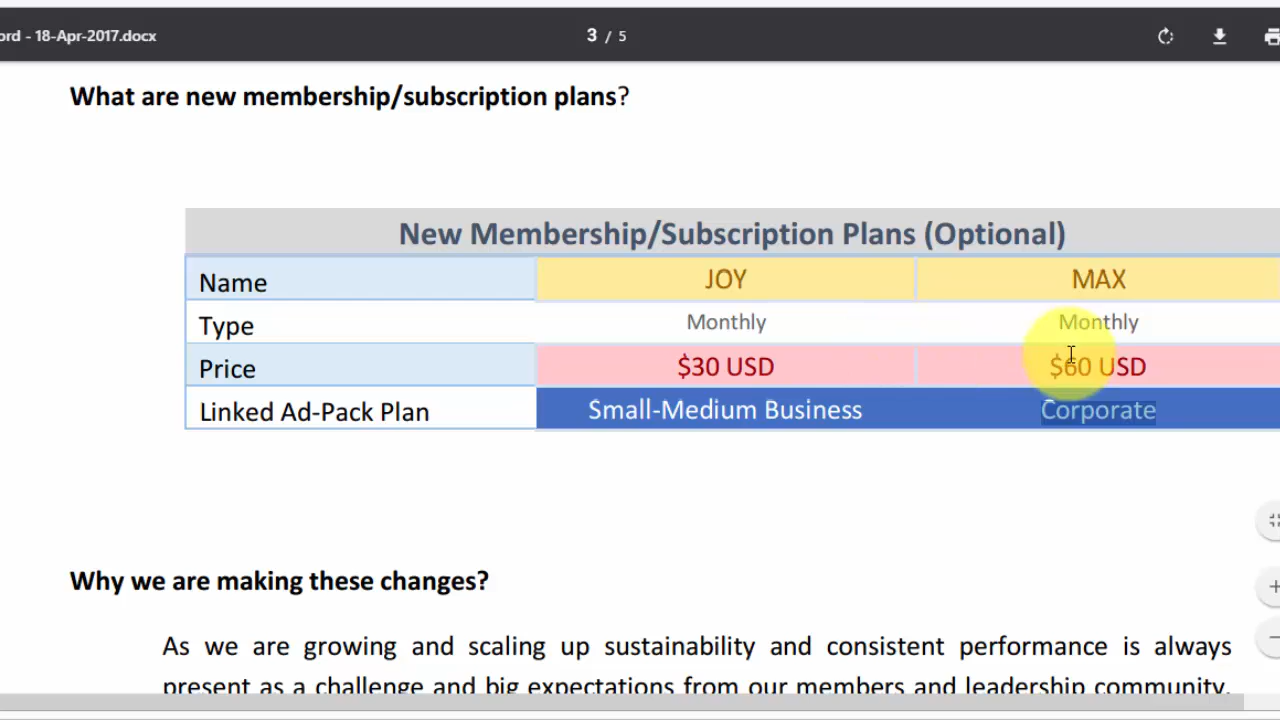 ord - 18-Apr-2017.docx 3 / 5
What are new membership/subscription plans?
New Membership/Subscription Plans (Optional)
Name JOY MAX
Type Monthly Monthly
Price $30 USD $60 USD
Linked Ad-Pack Plan Small-Medium Business Corporate
Why we are making these changes?
As we are growing and scaling up sustainability and consistent performance is always
present as a challenge and big expectations from our members and leadership community.